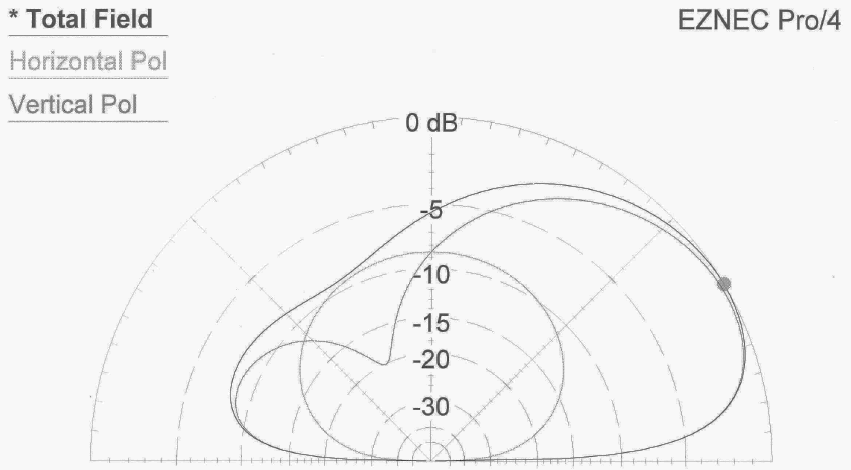 * Total Field
EZNEC Pro/4
Horizontal Pol
Vertical Pol
0 dB
-5
-10
-15
-20
-30